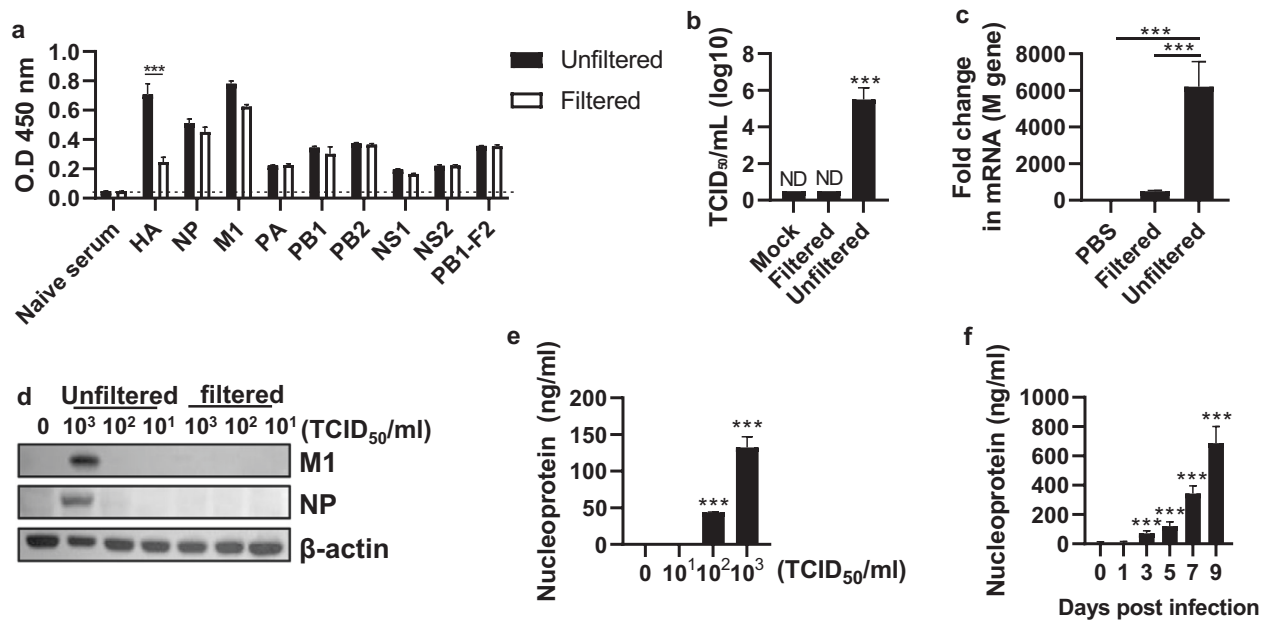 a
O.D 450 nm
1.0
0.8
0.6
0.4
0.2
0.0
***
Unfiltered
Filtered
Naive serum
HA
NP
M1
PA
PB1
PB2
NS1
NS2
PB1-F2
b
TCID₅₀/mL (log10)
8
6
4
2
0
ND
ND
***
Mock
Filtered
Unfiltered
c
Fold change
in mRNA (M gene)
8000
6000
4000
2000
0
***
***
PBS
Filtered
Unfiltered
d
Unfiltered filtered
0 10³ 10² 10¹ 10³ 10² 10¹ (TCID₅₀/ml)
M1
NP
β-actin
e
Nucleoprotein (ng/ml)
200
150
100
50
0
***
***
0 10¹ 10² 10³ (TCID₅₀/ml)
f
Nucleoprotein (ng/ml)
1000
800
600
400
200
0
***
***
***
***
0 1 3 5 7 9
Days post infection